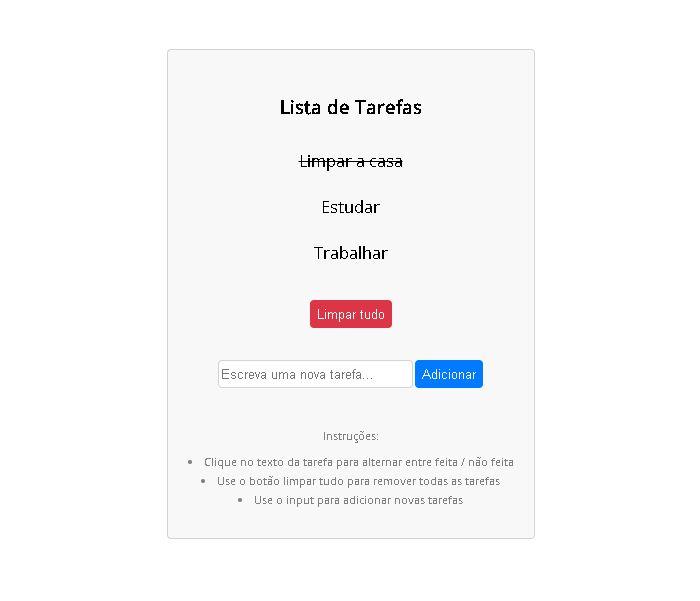 Lista de Tarefas
Limpar a casa
Estudar
Trabalhar
Limpar tudo
Escreva uma nova tarefa... Adicionar
Instruções:
• Clique no texto da tarefa para alternar entre feita / não feita
• Use o botão limpar tudo para remover todas as tarefas
• Use o input para adicionar novas tarefas